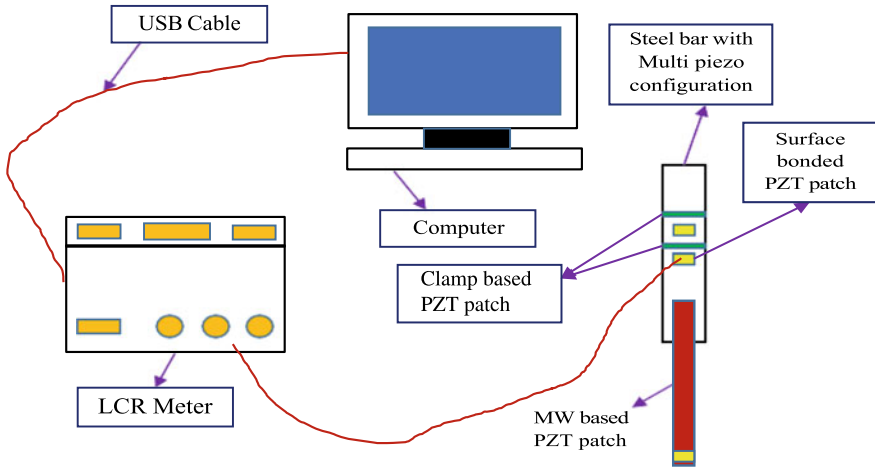 USB Cable
Steel bar with
Multi piezo
configuration
Surface
bonded
PZT patch
Computer
Clamp based
PZT patch
LCR Meter
MW based
PZT patch